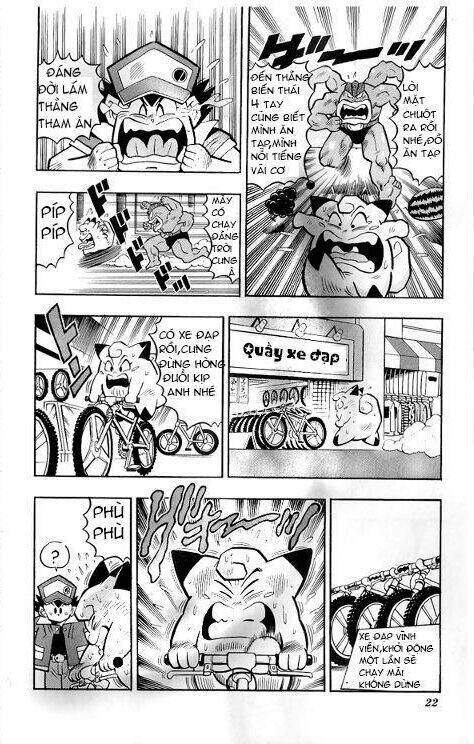 LÒI
MẶT
CHUỘT
RA RỒI
NHÉ,ĐỒ
ĂN TẠP
ĐẾN THẰNG
BIẾN THÁI
4 TAY
CŨNG BIẾT
MÌNH ĂN
TẠP,MÌNH
NỔI TIẾNG
VÃI CƠ
ĐÁNG
ĐỜI LẮM
THẰNG
THAM ĂN
MÀY CÓ
CHẠY
ĐẰNG
TRỜI
CUNG
À
PÍP
PÍP
Quầy xe đạp
CÓ XE ĐẠP
RỒI,CƯNG
ĐỪNG HÒNG
ĐUỔI KỊP
ANH NHÉ
XE ĐẠP VĨNH
VIỄN,KHỞI ĐỘNG
MỘT LẦN SẼ
CHẠY MÃI
KHÔNG DỪNG
PHÙ
PHÙ
?
22